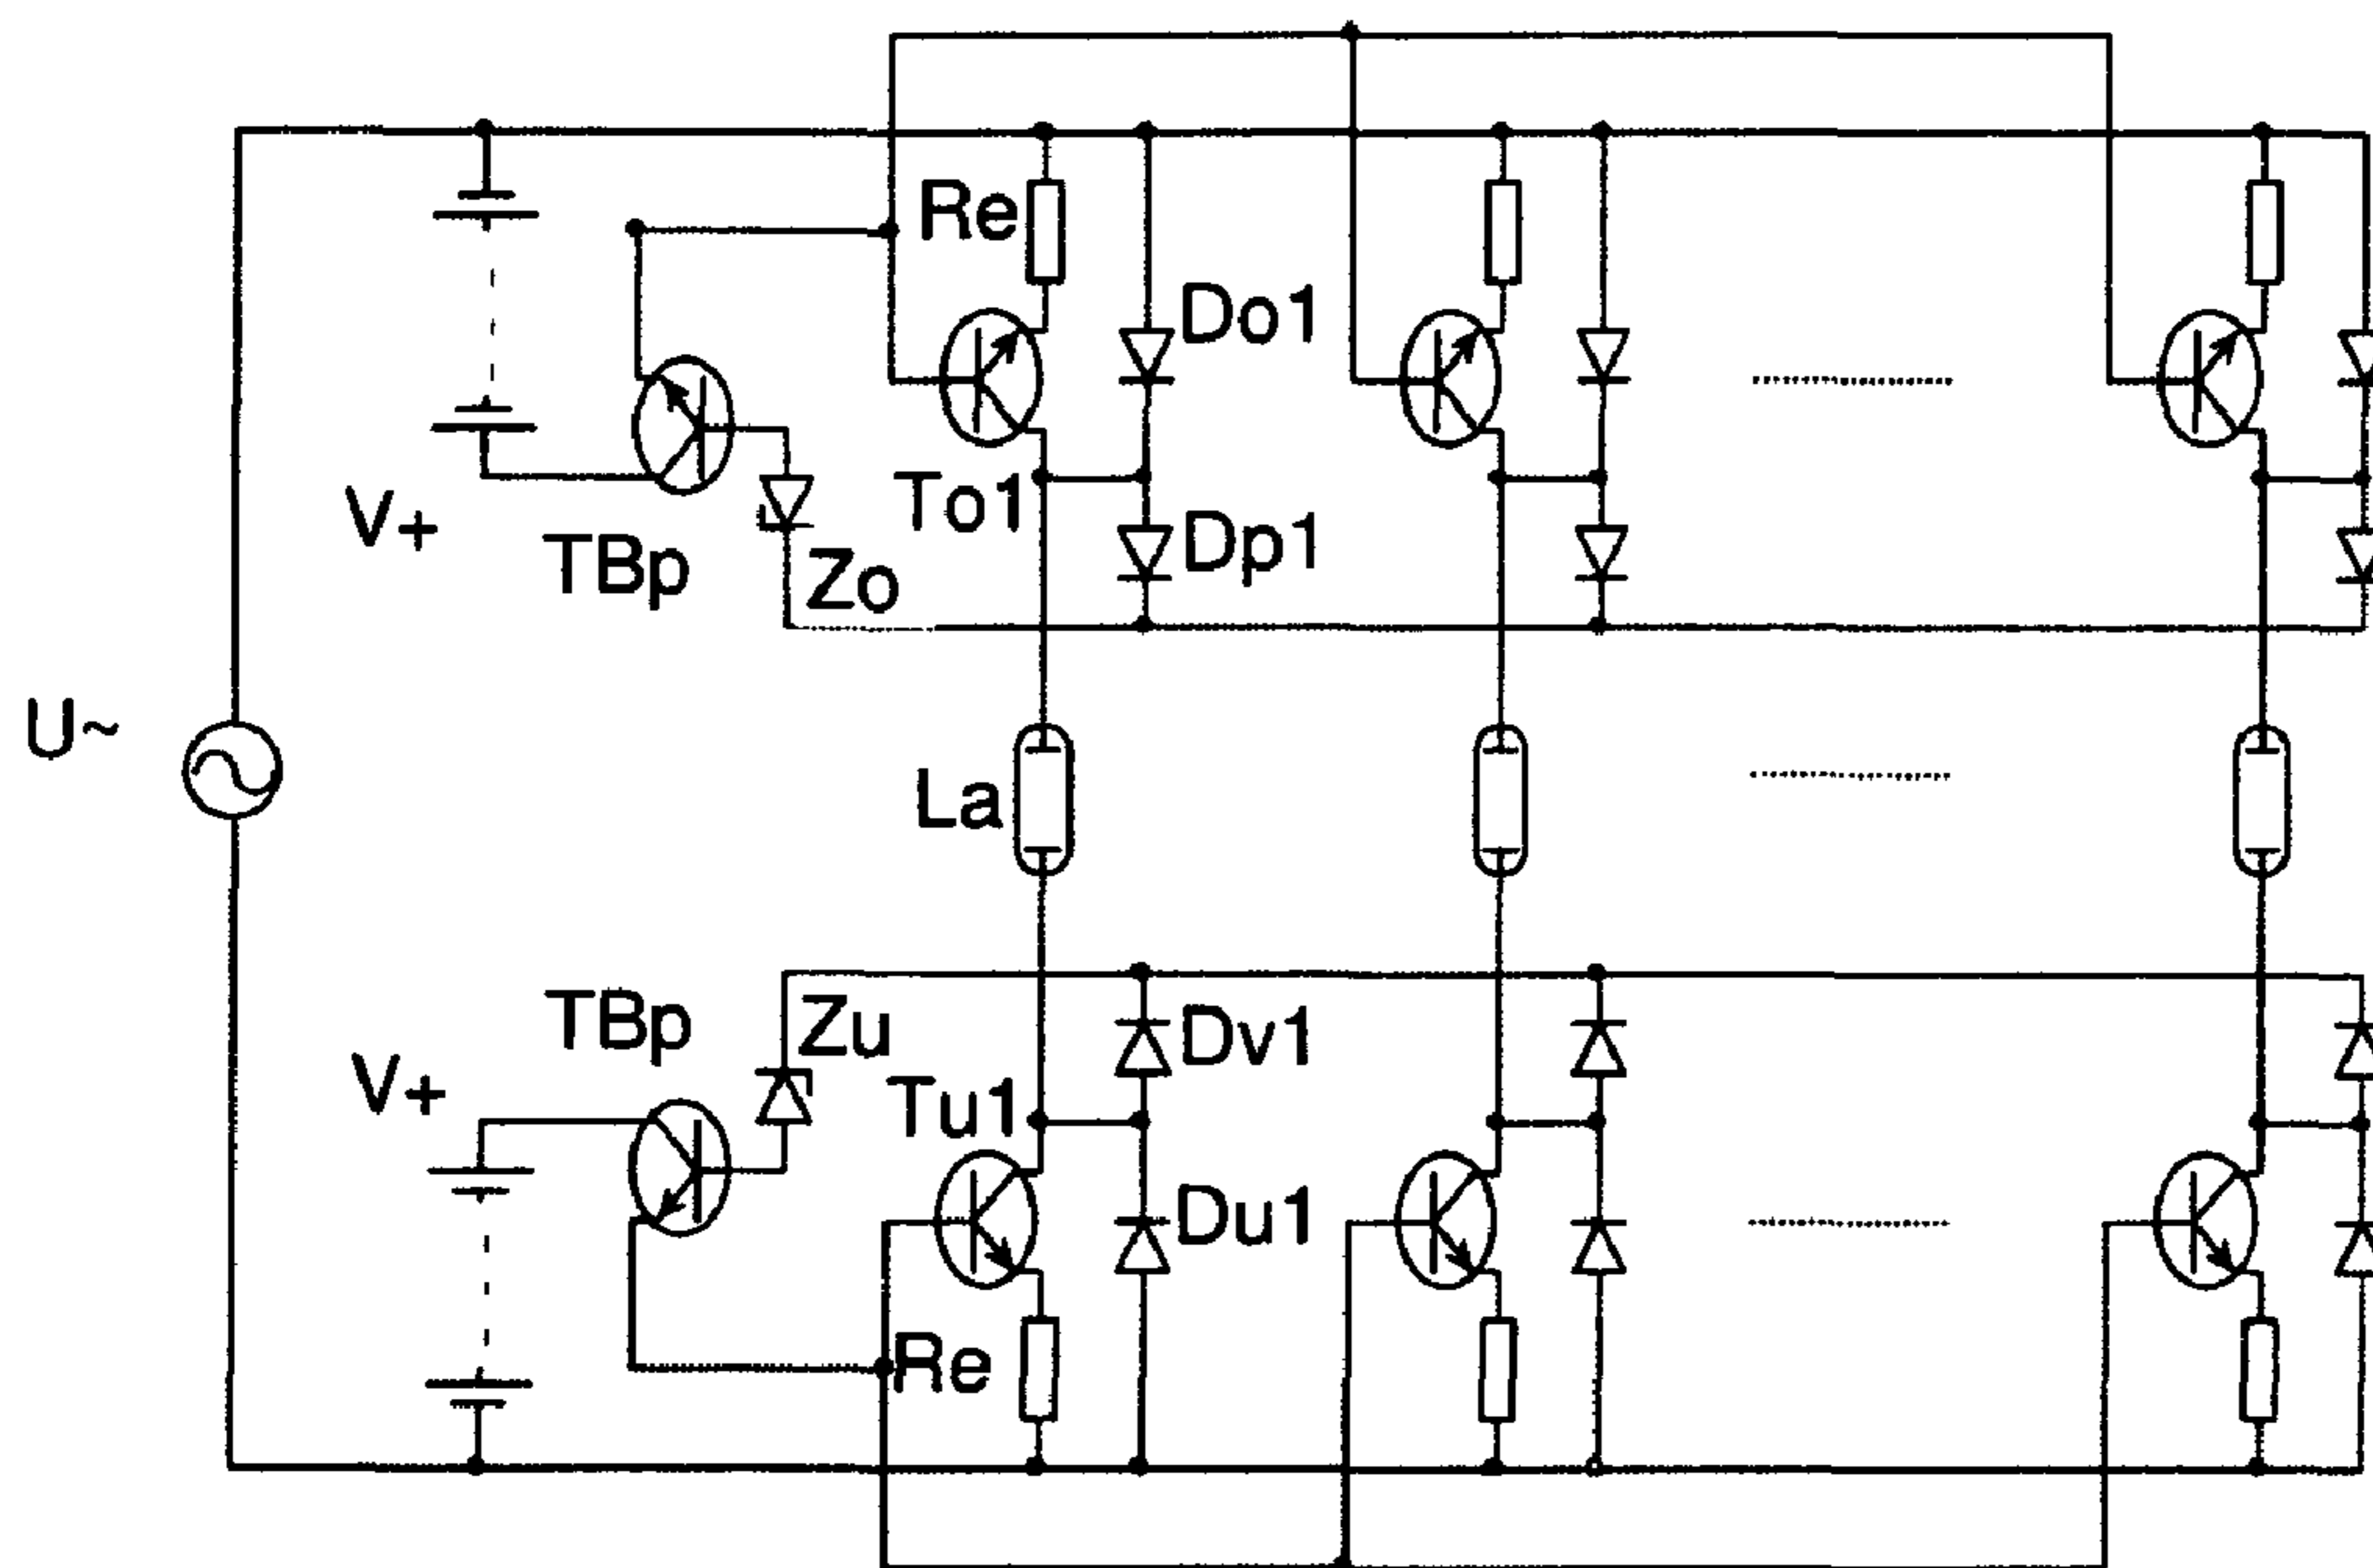 Re
Do1
V+
TBp
To1
Zo
Dp1
U~
La
TBp
Zu
Dv1
V+
Tu1
Du1
Re